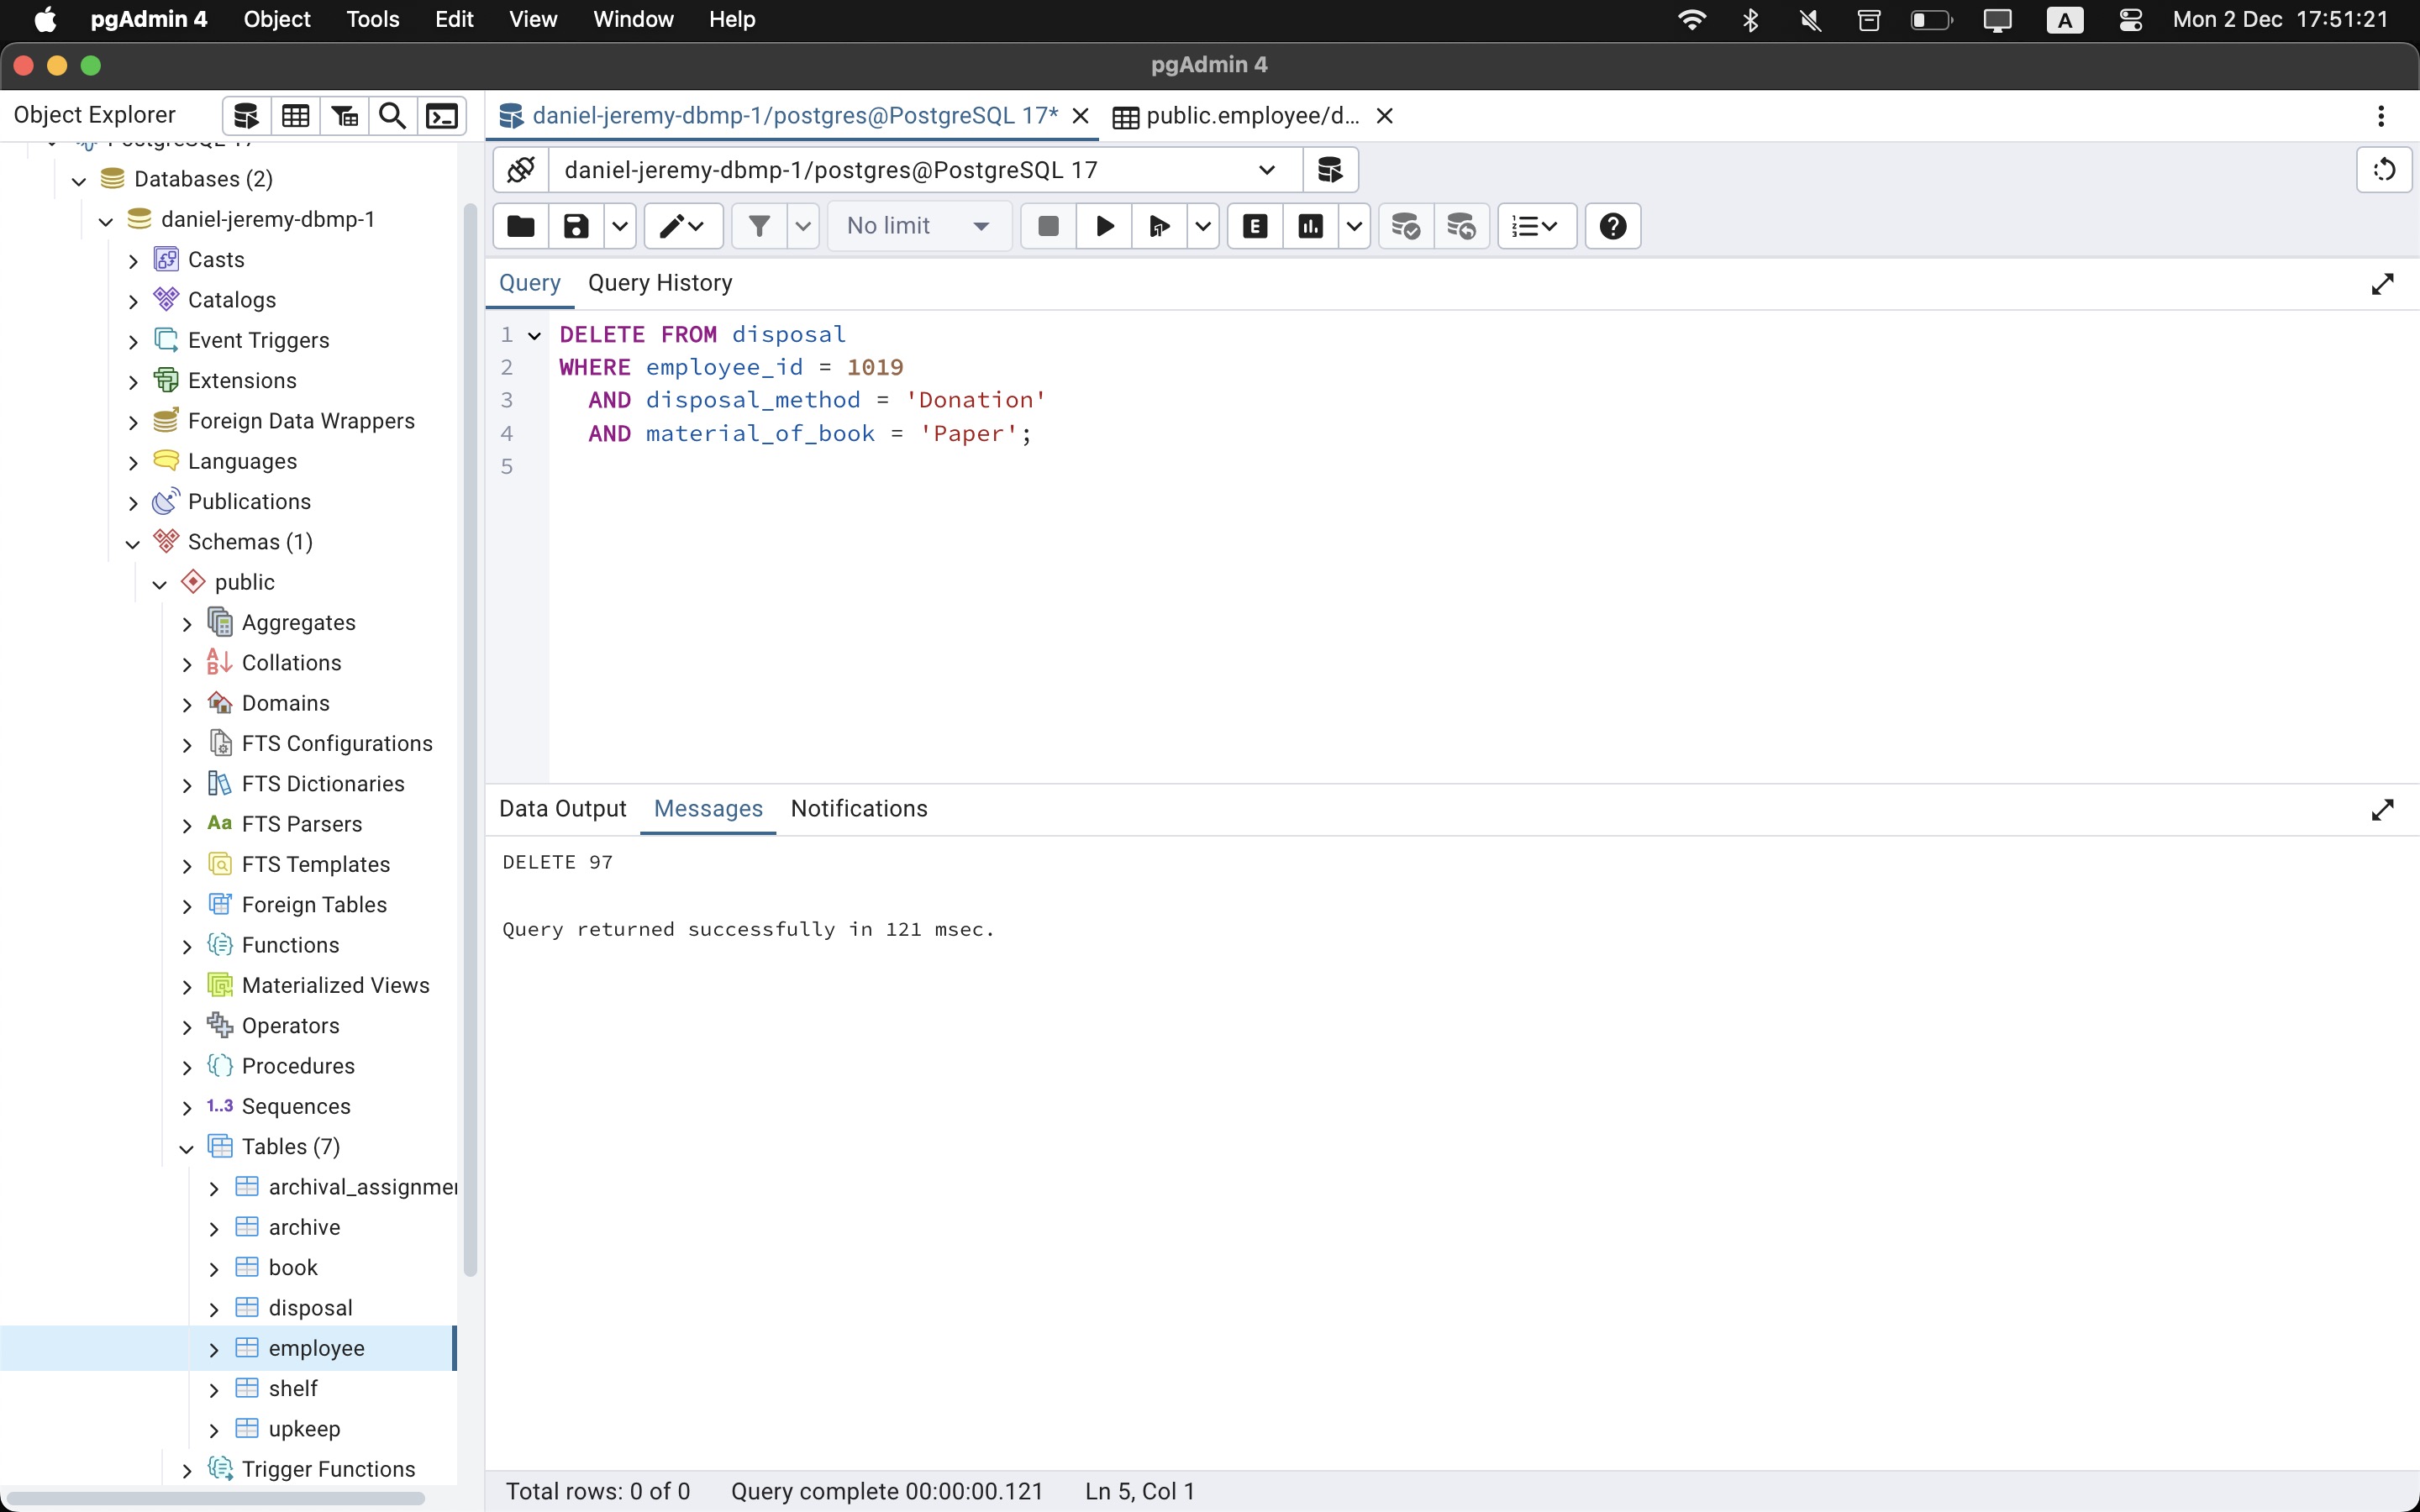 pgAdmin 4 Object Tools Edit View Window Help A Mon 2 Dec 17:51:21
pgAdmin 4
Object Explorer
daniel-jeremy-dbmp-1/postgres@PostgreSQL 17*
public.employee/d...
daniel-jeremy-dbmp-1/postgres@PostgreSQL 17
No limit
E
Query Query History
1 DELETE FROM disposal
2 WHERE employee_id = 1019
3 AND disposal_method = 'Donation'
4 AND material_of_book = 'Paper';
5
Data Output Messages Notifications
DELETE 97
Query returned successfully in 121 msec.
Total rows: 0 of 0 Query complete 00:00:00.121 Ln 5, Col 1
PostgreSQL 17
Databases (2)
daniel-jeremy-dbmp-1
Casts
Catalogs
Event Triggers
Extensions
Foreign Data Wrappers
Languages
Publications
Schemas (1)
public
Aggregates
Collations
Domains
FTS Configurations
FTS Dictionaries
Aa FTS Parsers
FTS Templates
Foreign Tables
Functions
Materialized Views
Operators
Procedures
1..3 Sequences
Tables (7)
archival_assignme
archive
book
disposal
employee
shelf
upkeep
Trigger Functions